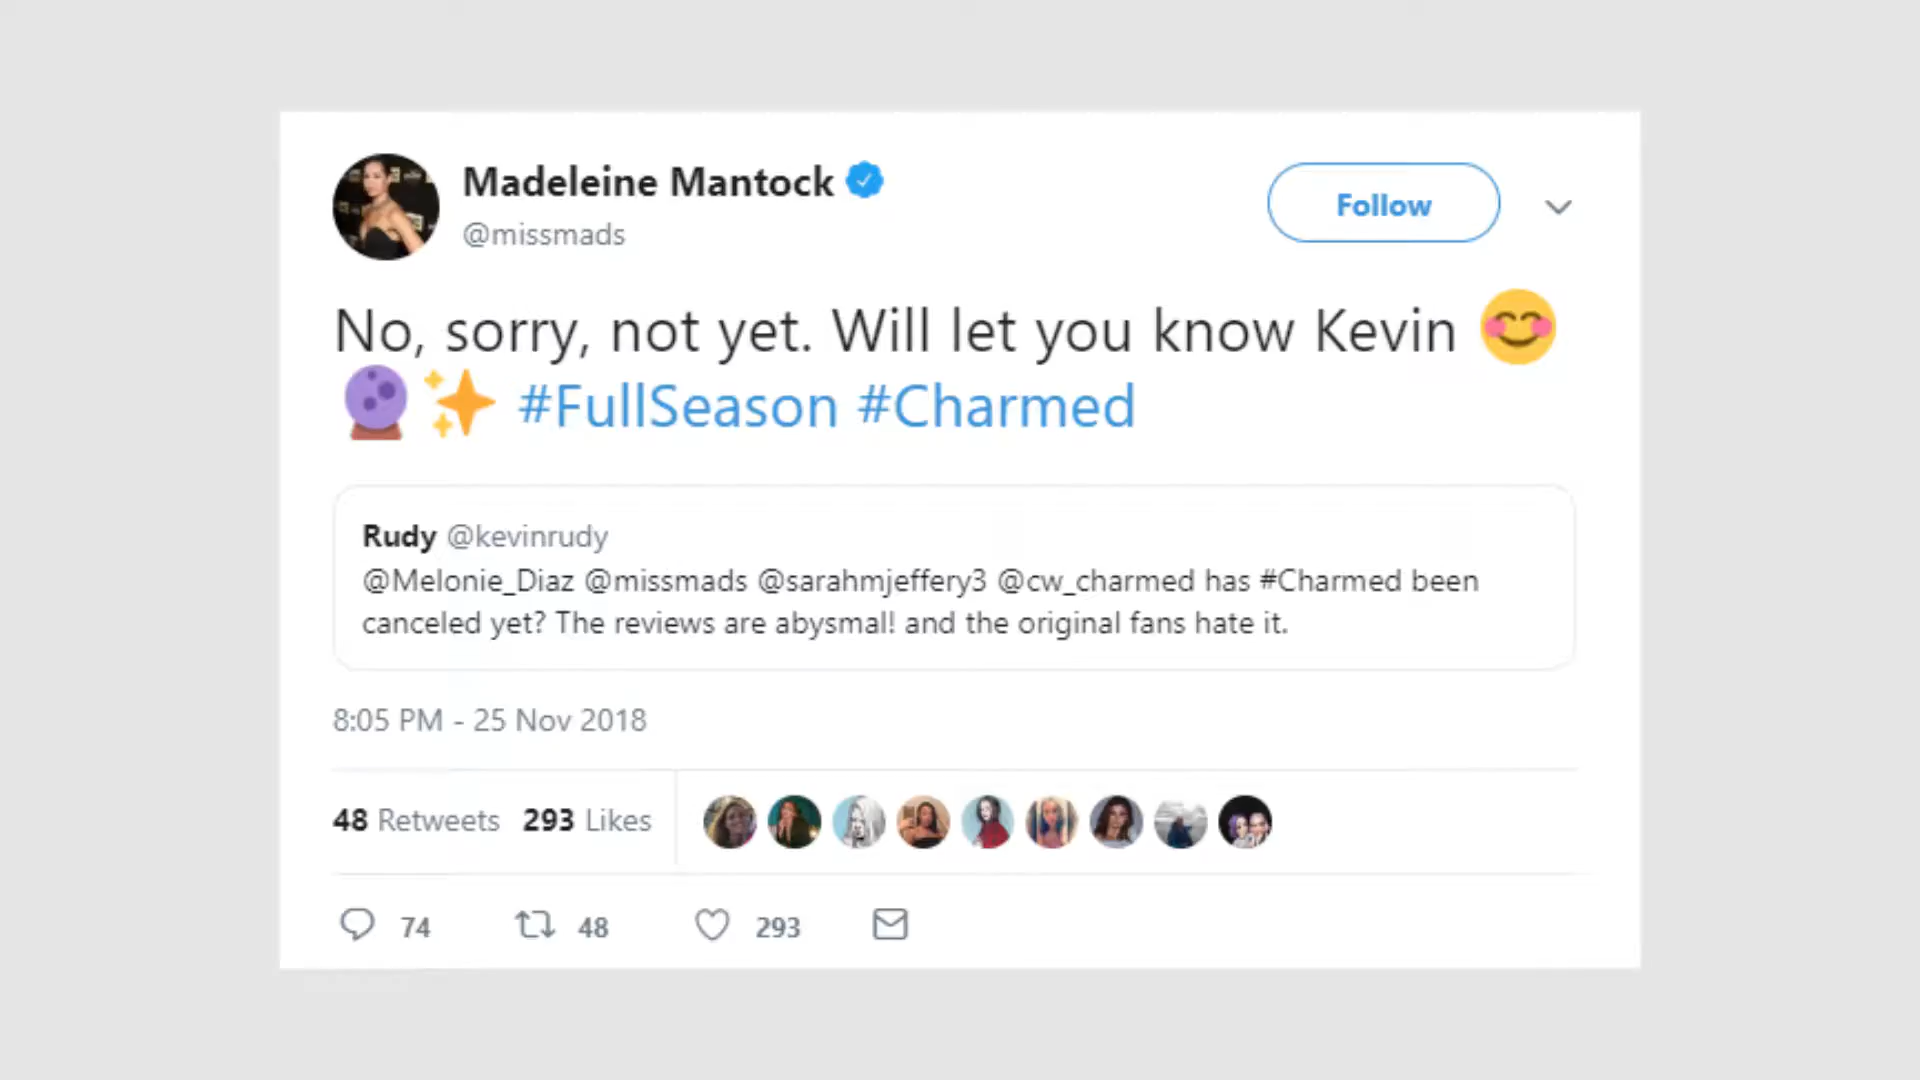 Madeleine Mantock
@missmads
Follow
No, sorry, not yet. Will let you know Kevin 😊
🔮✨ #FullSeason #Charmed
Rudy @kevinrudy
@Melonie_Diaz @missmads @sarahmjeffery3 @cw_charmed has #Charmed been
canceled yet? The reviews are abysmal! and the original fans hate it.
8:05 PM - 25 Nov 2018
48 Retweets 293 Likes
74 48 293